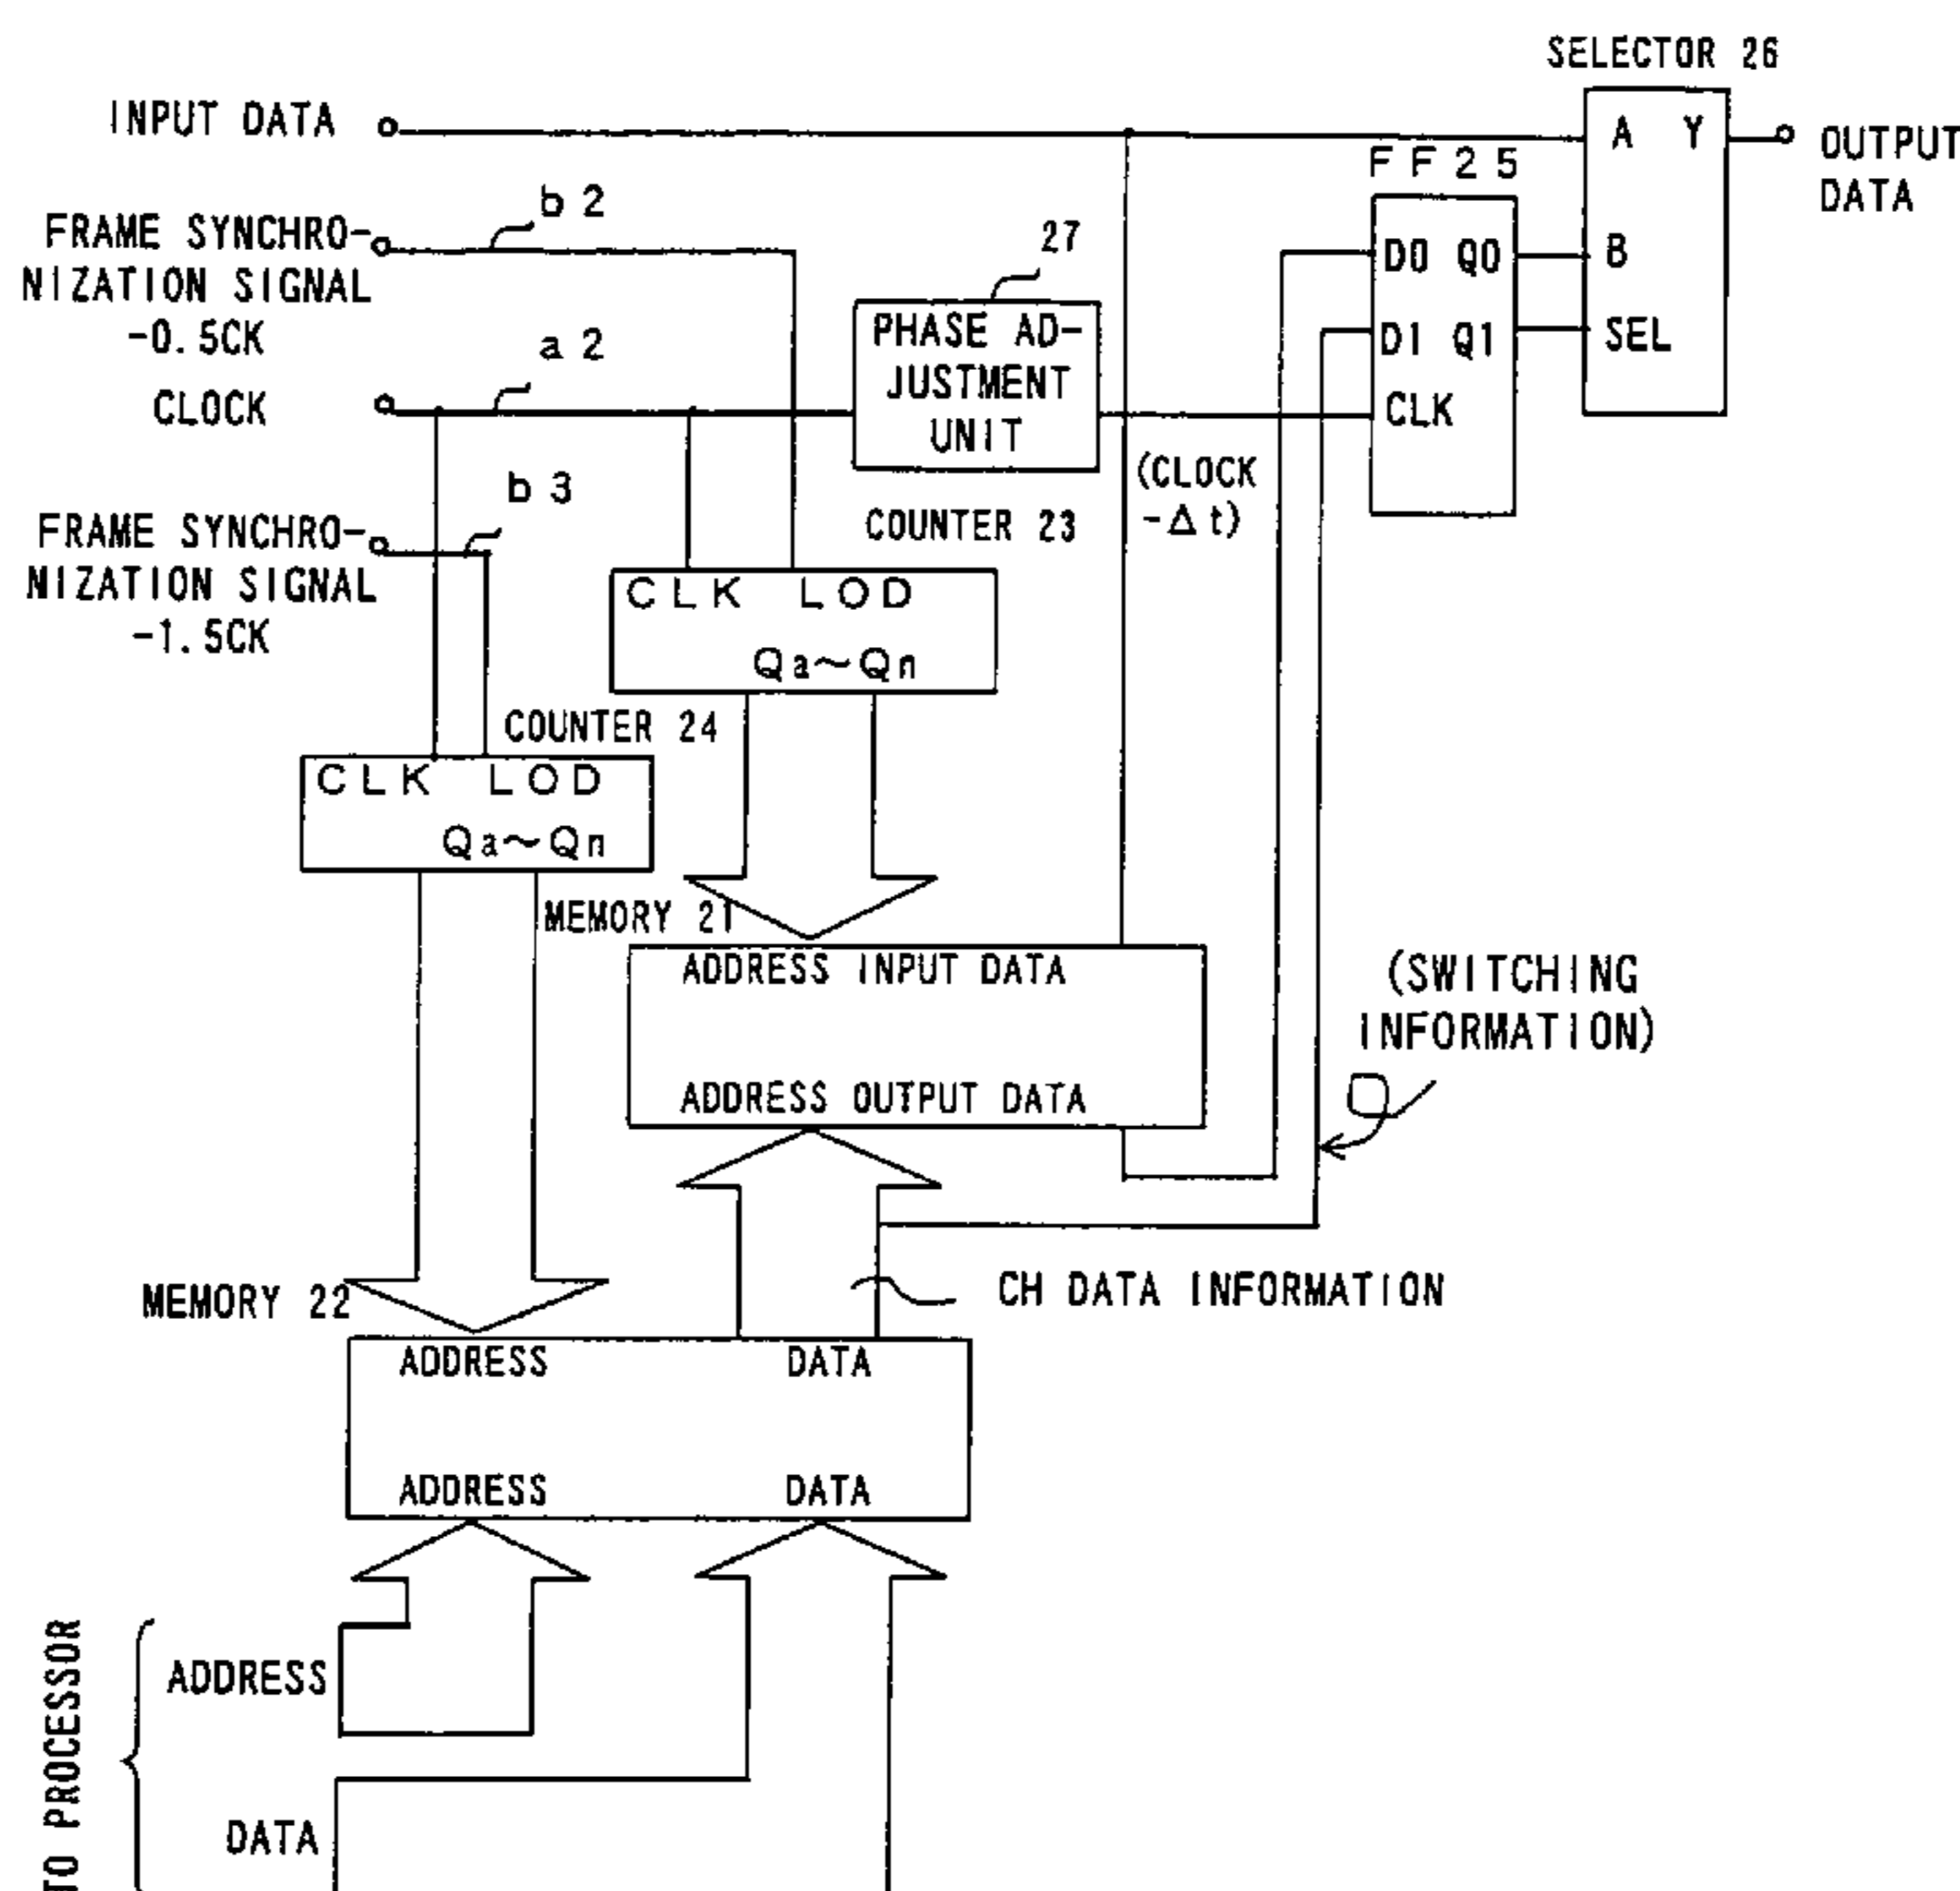 SELECTOR 26
INPUT DATA
A Y
OUTPUT
DATA
FF25
b2
FRAME SYNCHRO-
NIZATION SIGNAL
-0.5CK
27
D0 Q0
B
PHASE AD-
JUSTMENT
UNIT
D1 Q1
SEL
a2
CLOCK
CLK
(CLOCK
-Δt)
b3
FRAME SYNCHRO-
NIZATION SIGNAL
-1.5CK
COUNTER 23
CLK LOD
Qa~Qn
COUNTER 24
CLK LOD
Qa~Qn
MEMORY 21
ADDRESS INPUT DATA
(SWITCHING
INFORMATION)
ADDRESS OUTPUT DATA
CH DATA INFORMATION
MEMORY 22
ADDRESS DATA
ADDRESS DATA
TO PROCESSOR
ADDRESS
DATA